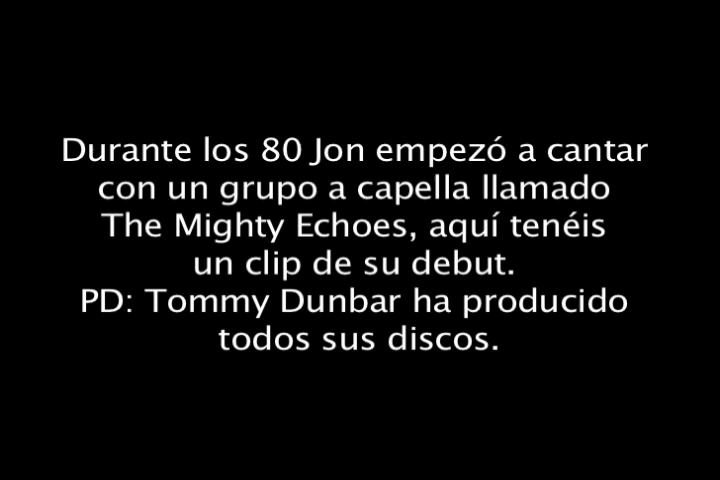 Durante los 80 Jon empezó a cantar
con un grupo a capella llamado
The Mighty Echoes, aquí tenéis
un clip de su debut.
PD: Tommy Dunbar ha producido
todos sus discos.